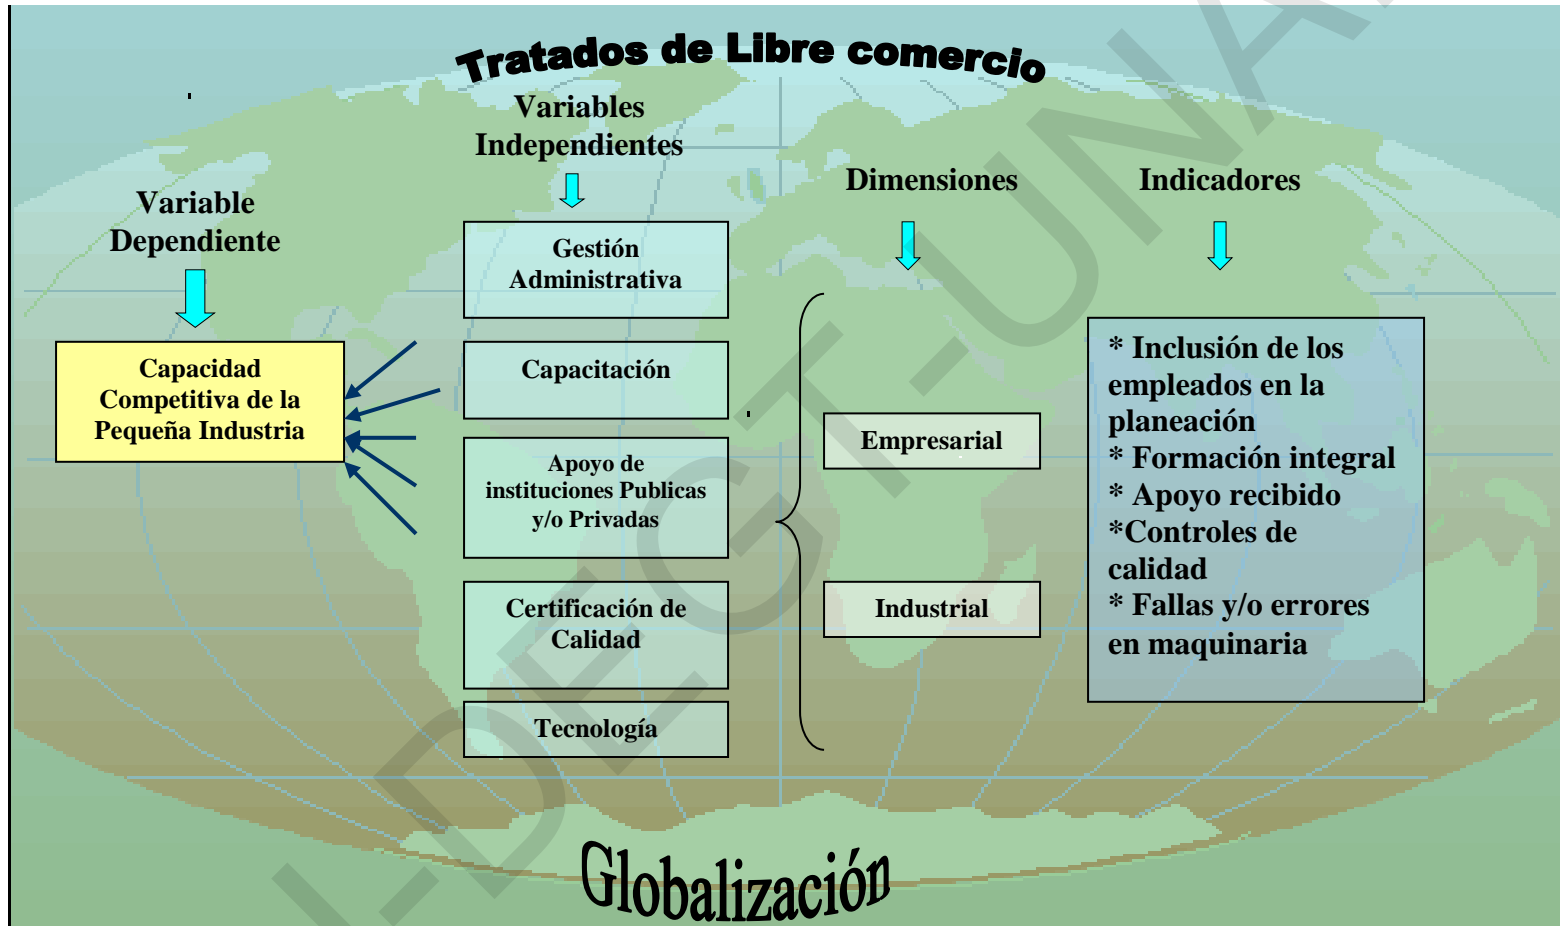 Tratados de Libre comercio
Variable
Dependiente
Capacidad
Competitiva de la
Pequeña Industria
Variables
Independientes
Gestión
Administrativa
Capacitación
Apoyo de
instituciones Publicas
y/o Privadas
Certificación de
Calidad
Tecnología
Dimensiones
Empresarial
Industrial
Indicadores
* Inclusión de los
empleados en la
planeación
* Formación integral
* Apoyo recibido
*Controles de
calidad
* Fallas y/o errores
en maquinaria
Globalización